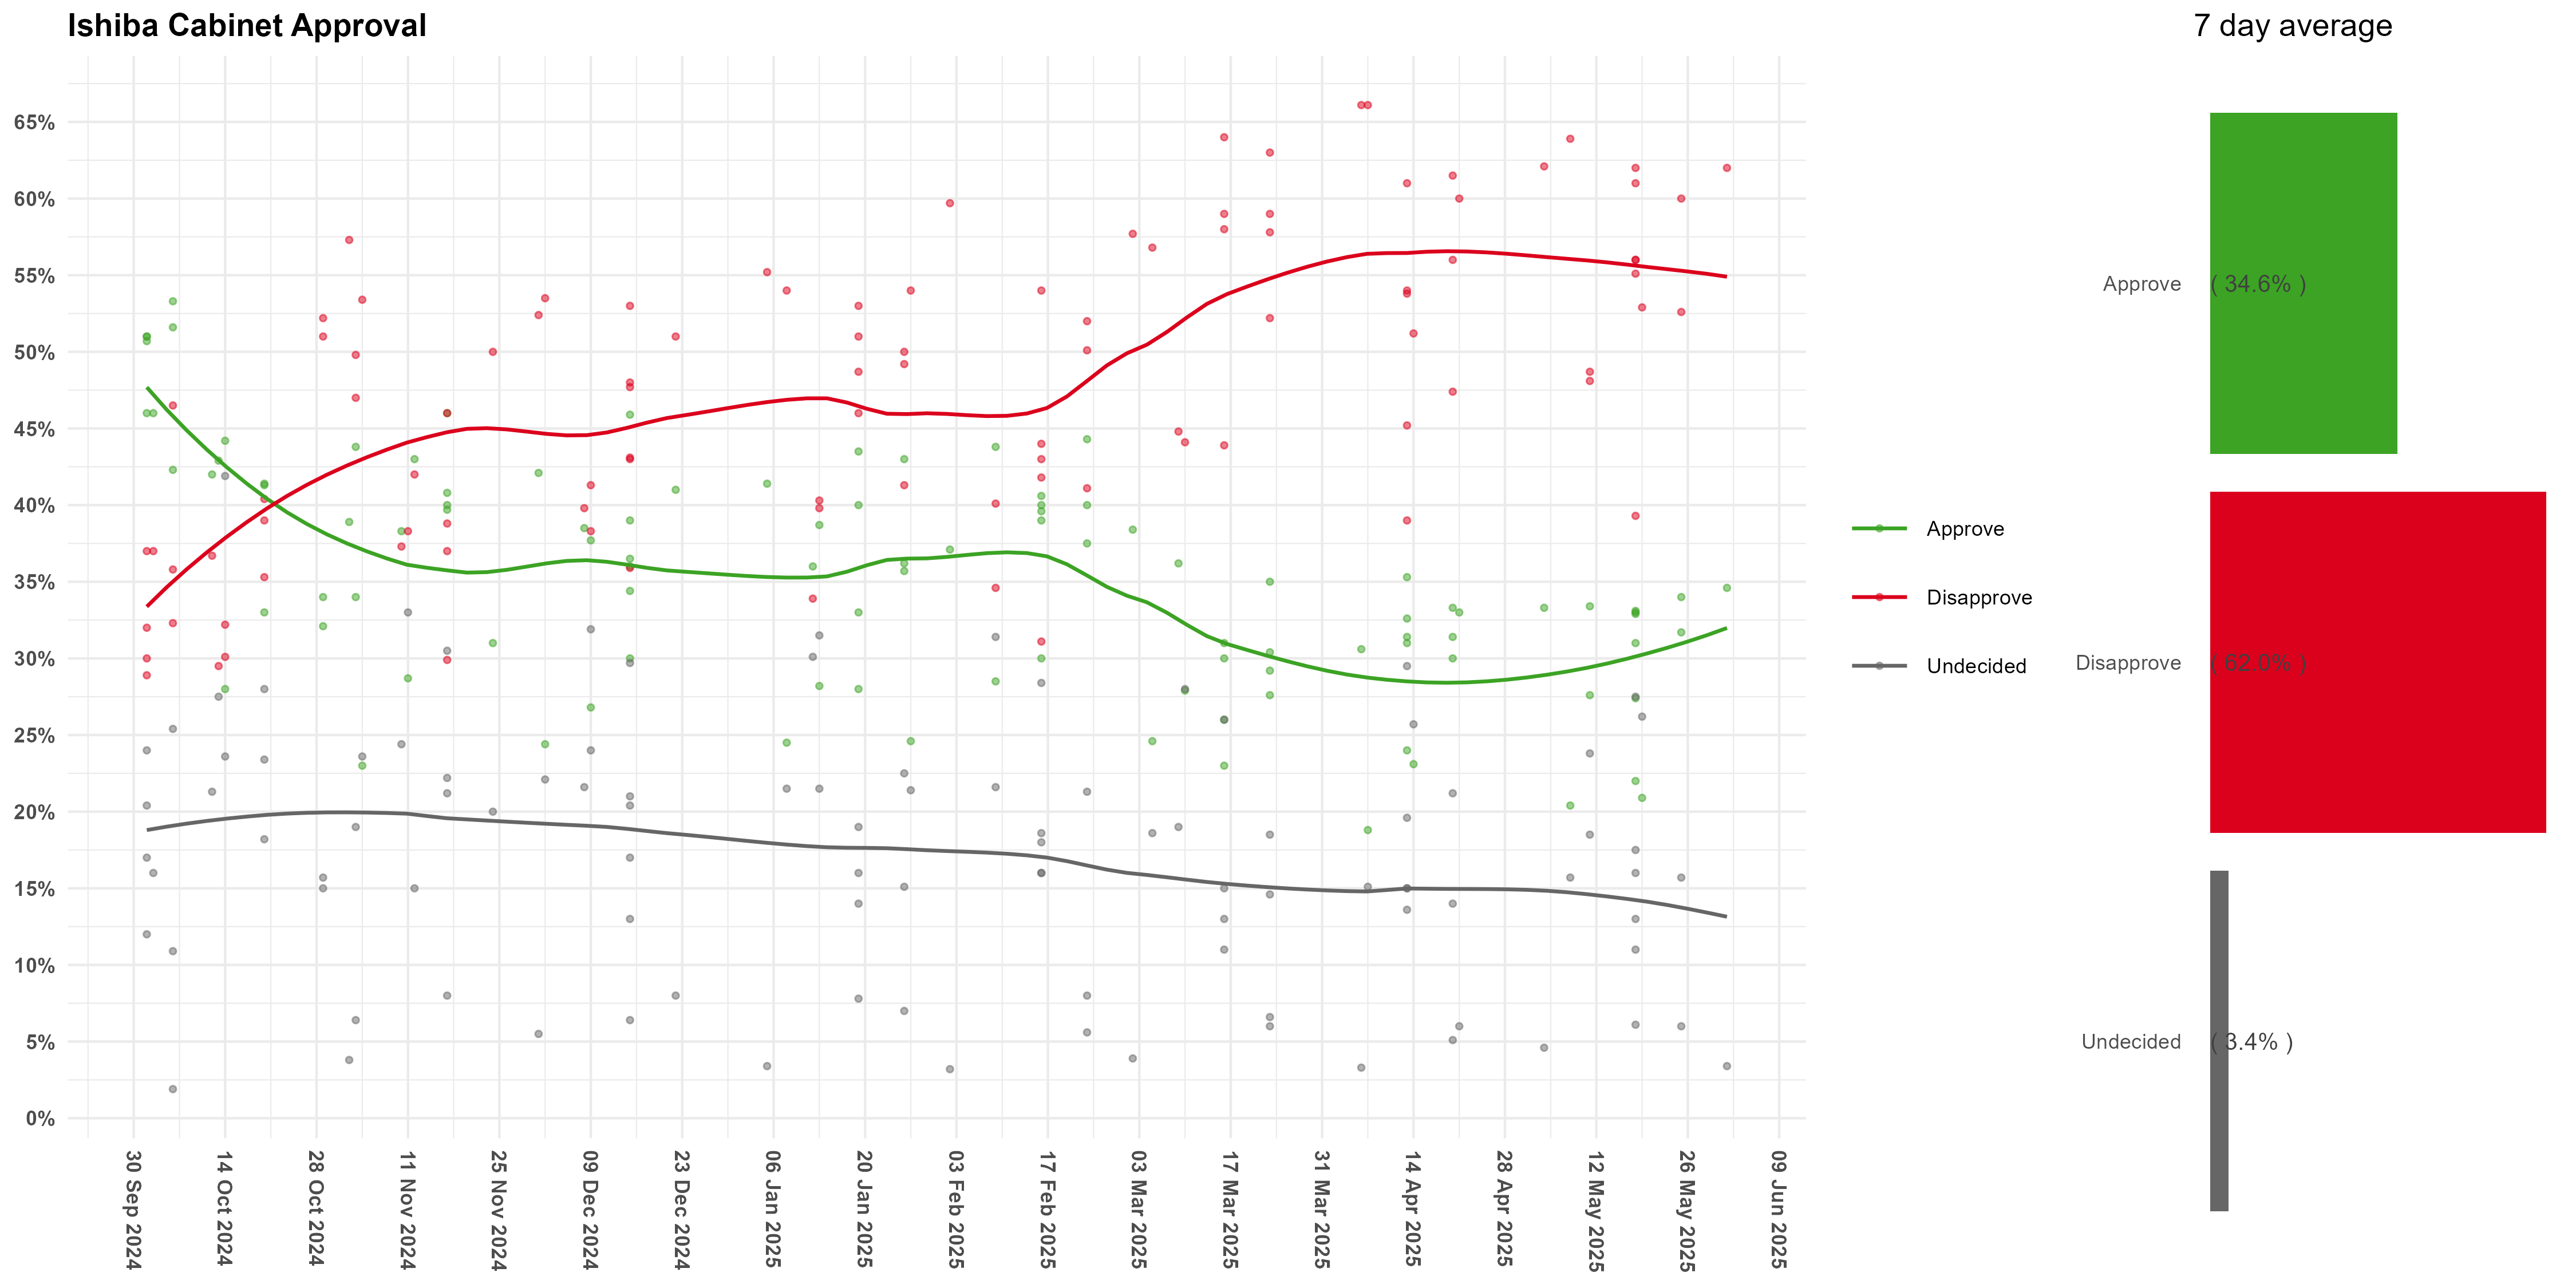 Ishiba Cabinet Approval
7 day average
65%
60%
55%
50%
45%
40%
35%
30%
25%
20%
15%
10%
5%
0%
30 Sep 2024
14 Oct 2024
28 Oct 2024
11 Nov 2024
25 Nov 2024
09 Dec 2024
23 Dec 2024
06 Jan 2025
20 Jan 2025
03 Feb 2025
17 Feb 2025
03 Mar 2025
17 Mar 2025
31 Mar 2025
14 Apr 2025
28 Apr 2025
12 May 2025
26 May 2025
09 Jun 2025
Approve
Disapprove
Undecided
Approve ( 34.6% )
Disapprove ( 62.0% )
Undecided ( 3.4% )